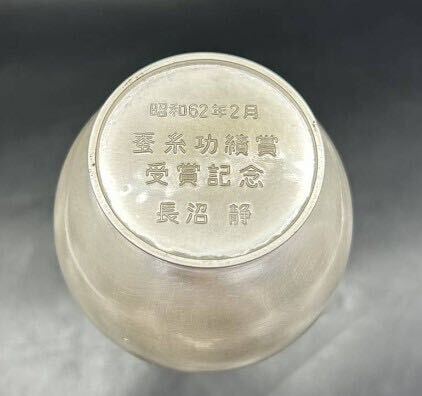 昭和62年2月
蚕糸功績賞
受賞記念
長沼 静